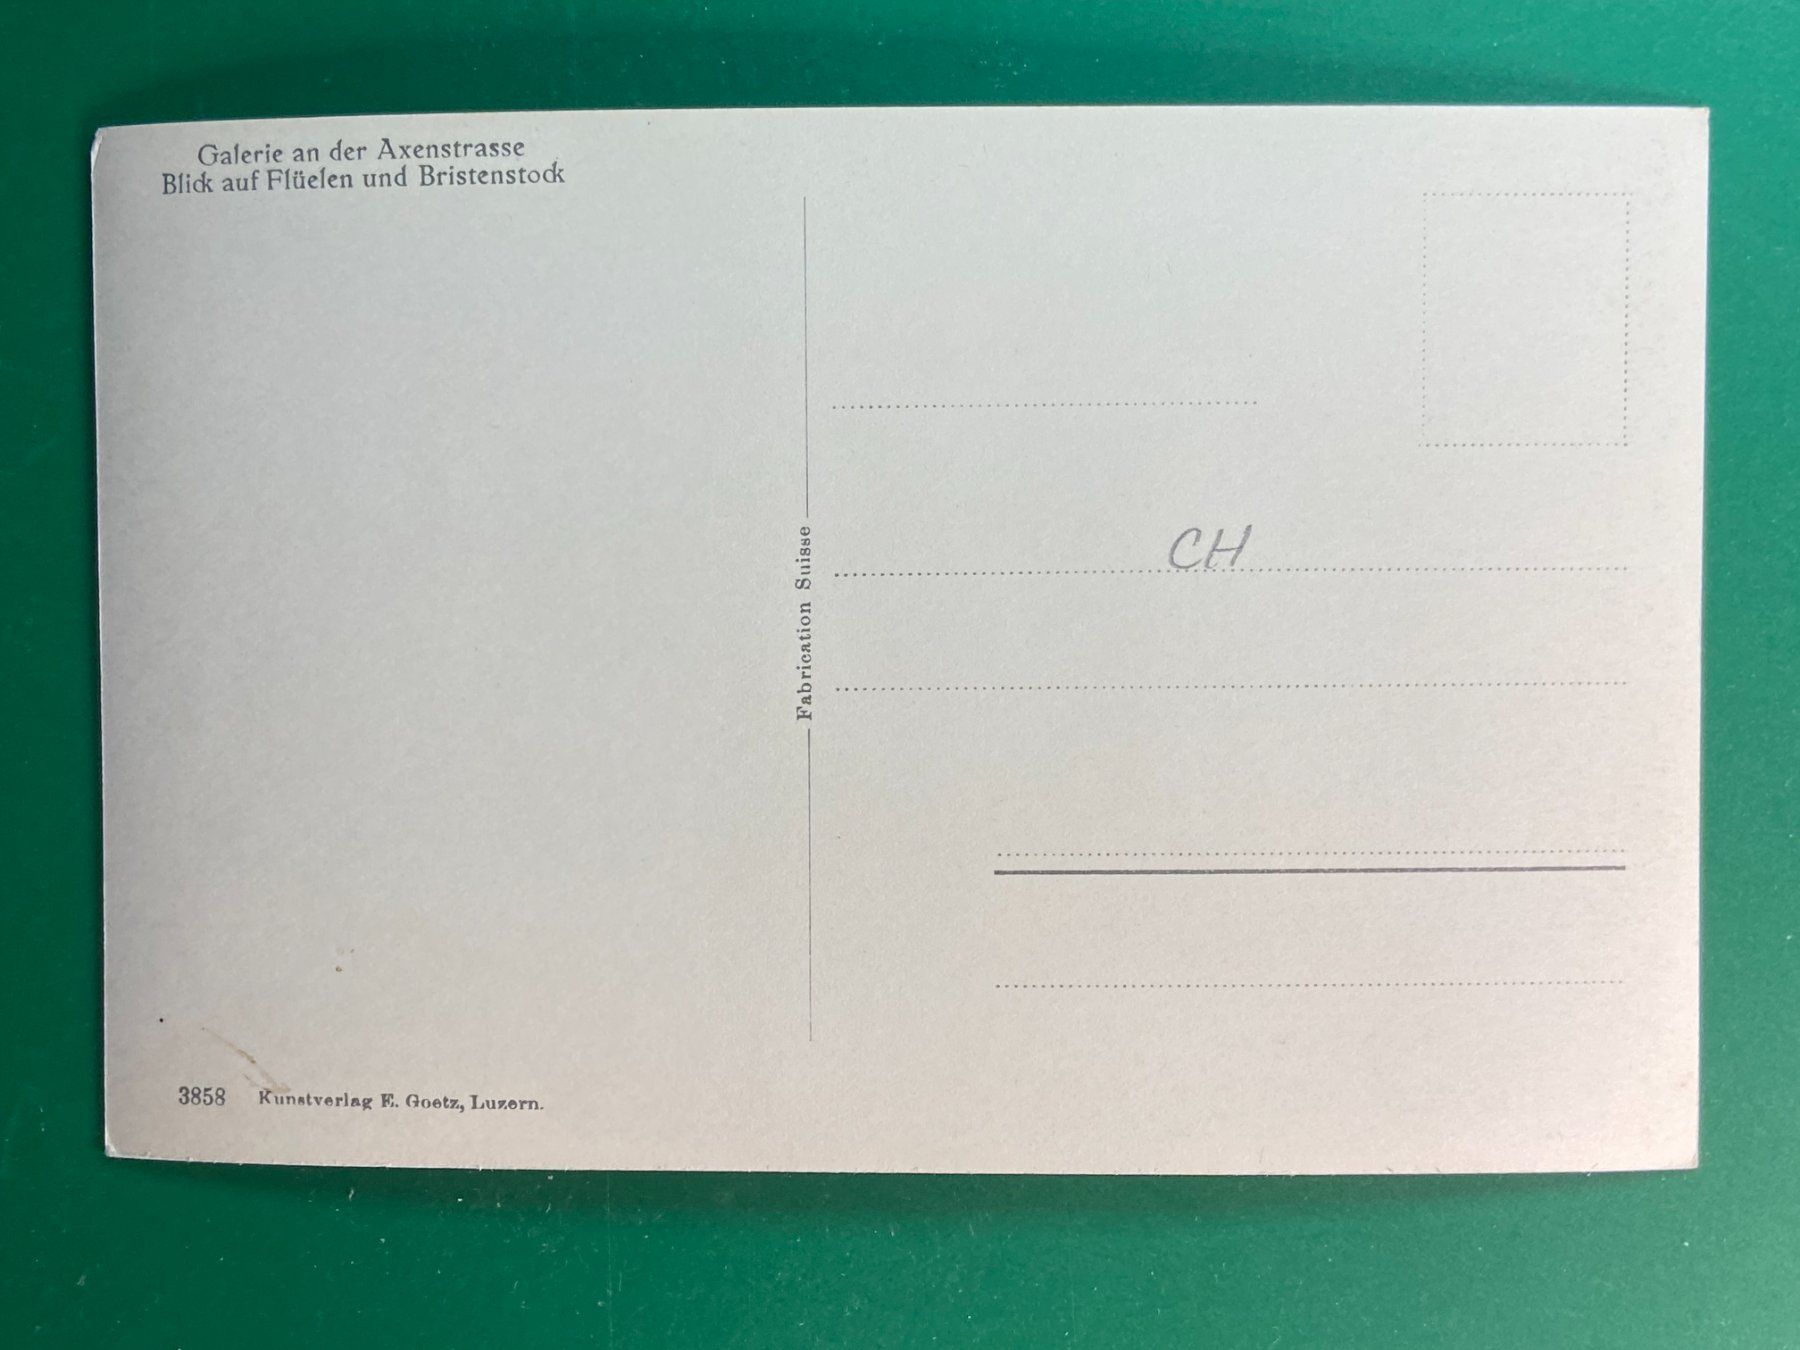 Galerie an der Axenstrasse
Blick auf Flüelen und Bristenstock
Fabrication Suisse
CH
3858 Kunstverlag E. Goetz, Luzern.